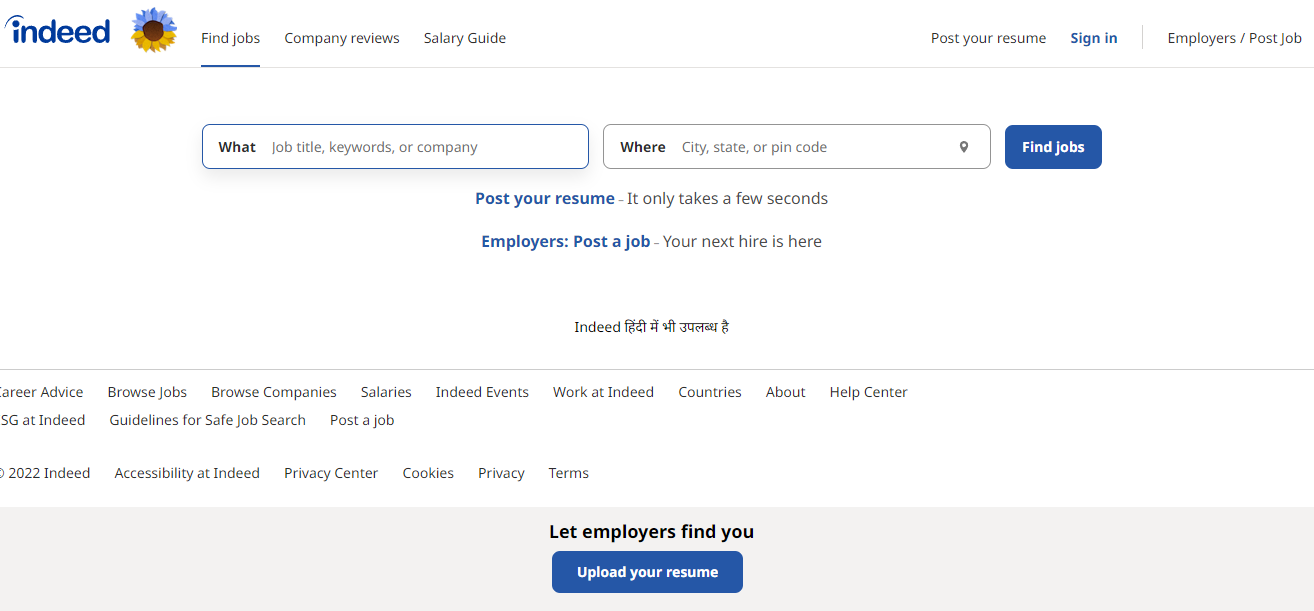 indeed Find jobs Company reviews Salary Guide Post your resume Sign in Employers / Post Job
What Job title, keywords, or company Where City, state, or pin code Find jobs
Post your resume - It only takes a few seconds
Employers: Post a job - Your next hire is here
Indeed हिंदी में भी उपलब्ध है
areer Advice Browse Jobs Browse Companies Salaries Indeed Events Work at Indeed Countries About Help Center
SG at Indeed Guidelines for Safe Job Search Post a job
© 2022 Indeed Accessibility at Indeed Privacy Center Cookies Privacy Terms
Let employers find you
Upload your resume